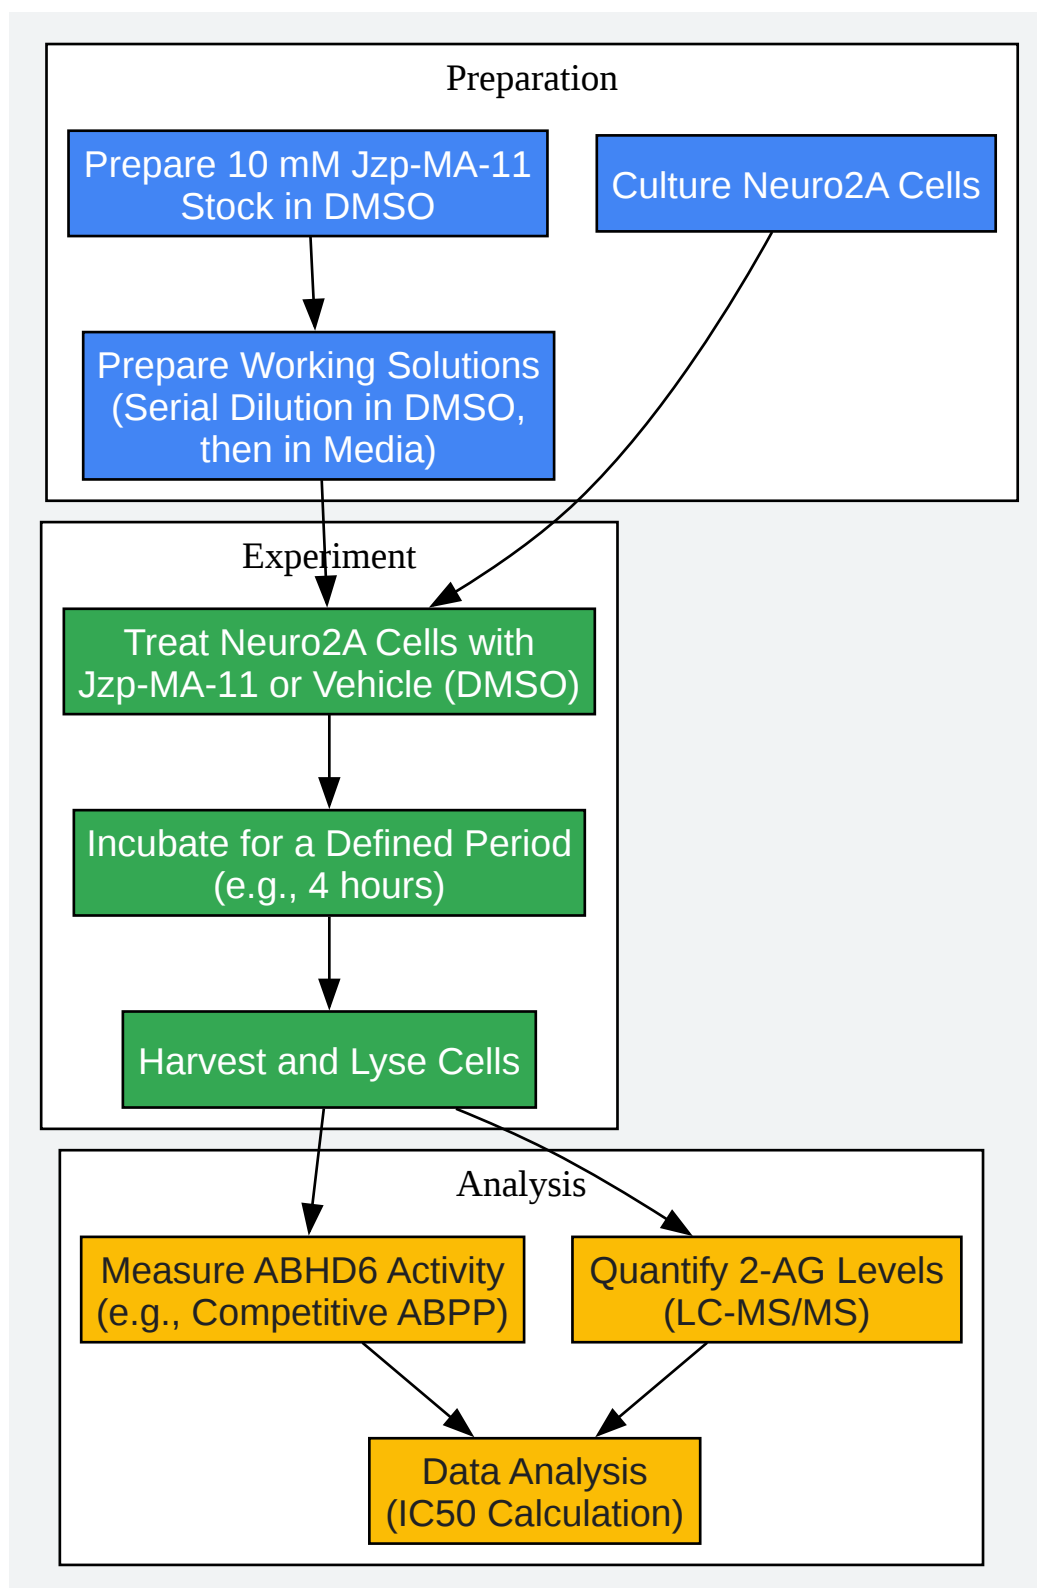 Preparation
Prepare 10 mM Jzp-MA-11
Stock in DMSO
Culture Neuro2A Cells
Prepare Working Solutions
(Serial Dilution in DMSO,
then in Media)
Experiment
Treat Neuro2A Cells with
Jzp-MA-11 or Vehicle (DMSO)
Incubate for a Defined Period
(e.g., 4 hours)
Harvest and Lyse Cells
Analysis
Measure ABHD6 Activity
(e.g., Competitive ABPP)
Quantify 2-AG Levels
(LC-MS/MS)
Data Analysis
(IC50 Calculation)